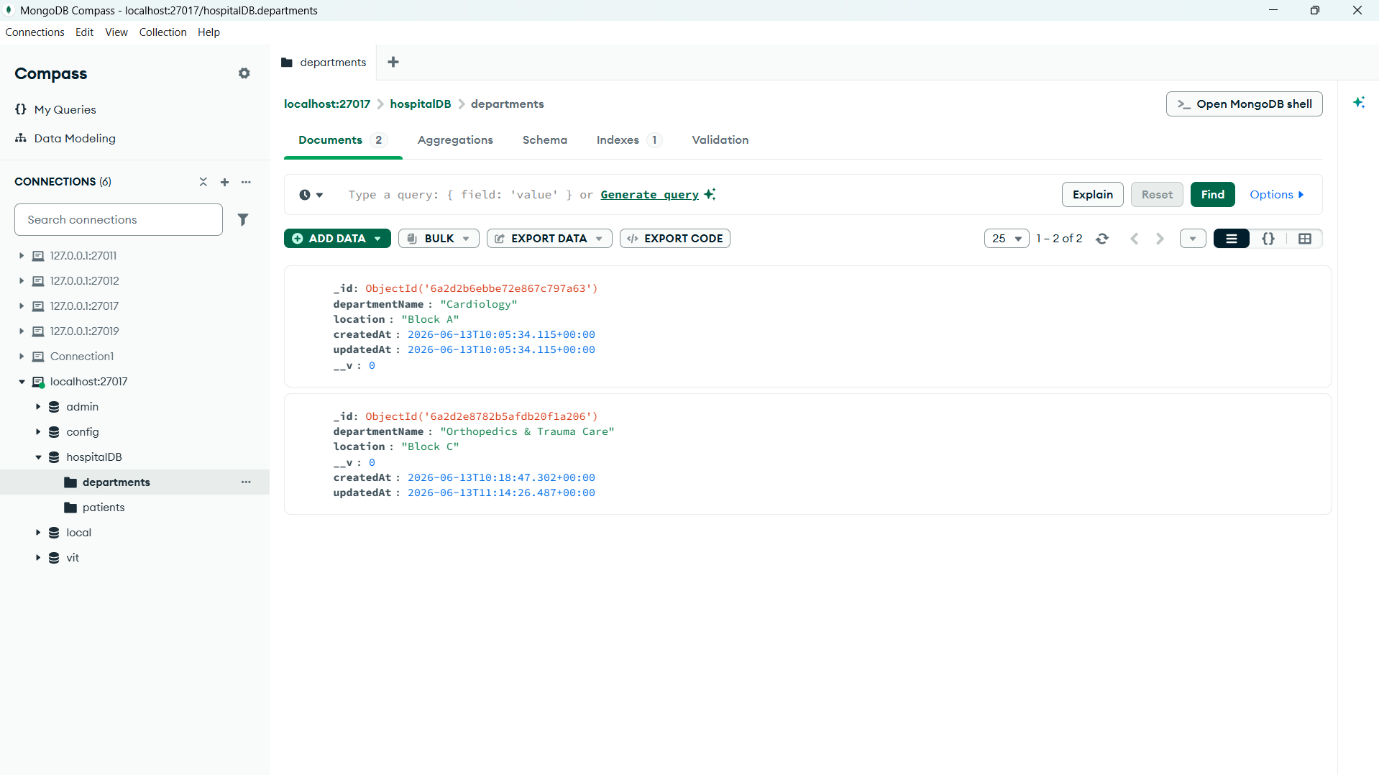 MongoDB Compass - localhost:27017/hospitalDB.departments
Connections Edit View Collection Help
Compass
My Queries
Data Modeling
CONNECTIONS (6)
Search connections
127.0.0.1:27011
127.0.0.1:27012
127.0.0.1:27017
127.0.0.1:27019
Connection1
localhost:27017
admin
config
hospitalDB
departments
patients
local
vit
departments
localhost:27017 > hospitalDB > departments
>_ Open MongoDB shell
Documents 2 Aggregations Schema Indexes 1 Validation
Type a query: { field: 'value' } or Generate query
Explain Reset Find Options
ADD DATA BULK EXPORT DATA EXPORT CODE
25 1 – 2 of 2
_id: ObjectId('6a2d2b6ebbe72e867c797a63')
departmentName : "Cardiology"
location : "Block A"
createdAt : 2026-06-13T10:05:34.115+00:00
updatedAt : 2026-06-13T10:05:34.115+00:00
__v : 0
_id: ObjectId('6a2d2e8782b5afdb20f1a206')
departmentName : "Orthopedics & Trauma Care"
location : "Block C"
__v : 0
createdAt : 2026-06-13T10:18:47.302+00:00
updatedAt : 2026-06-13T11:14:26.487+00:00